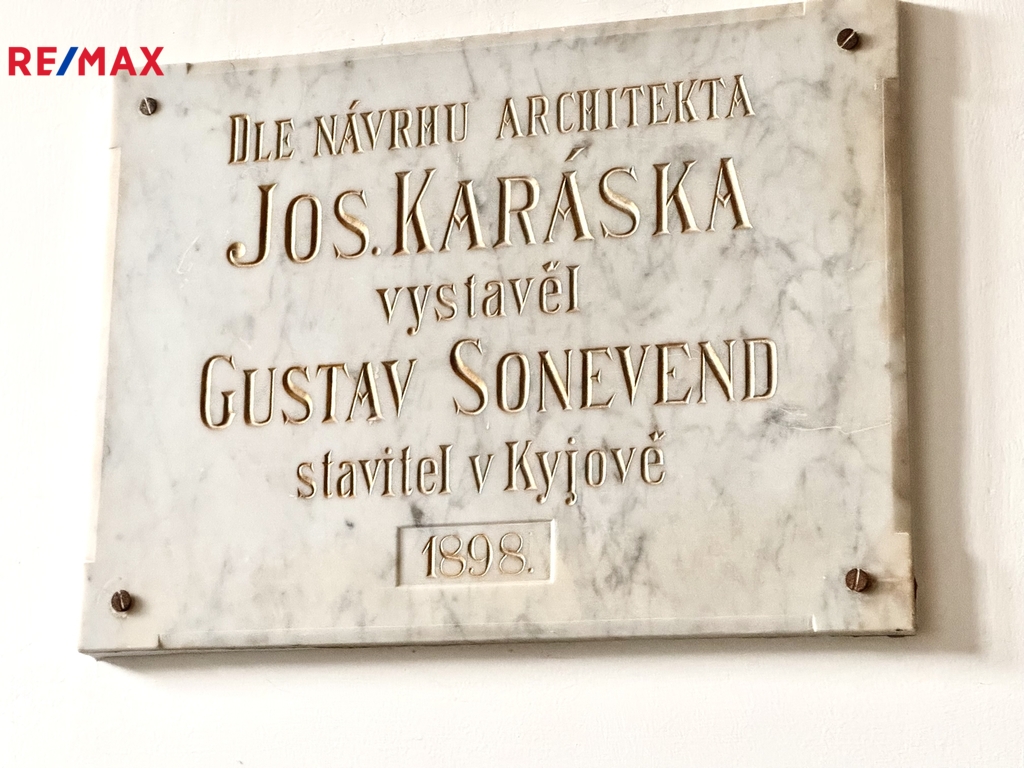 RE/MAX
DLE NÁVRHU ARCHITEKTA
JOS. KARÁSKA
vystavěl
GUSTAV SONEVEND
stavitel v Kyjově
1898.